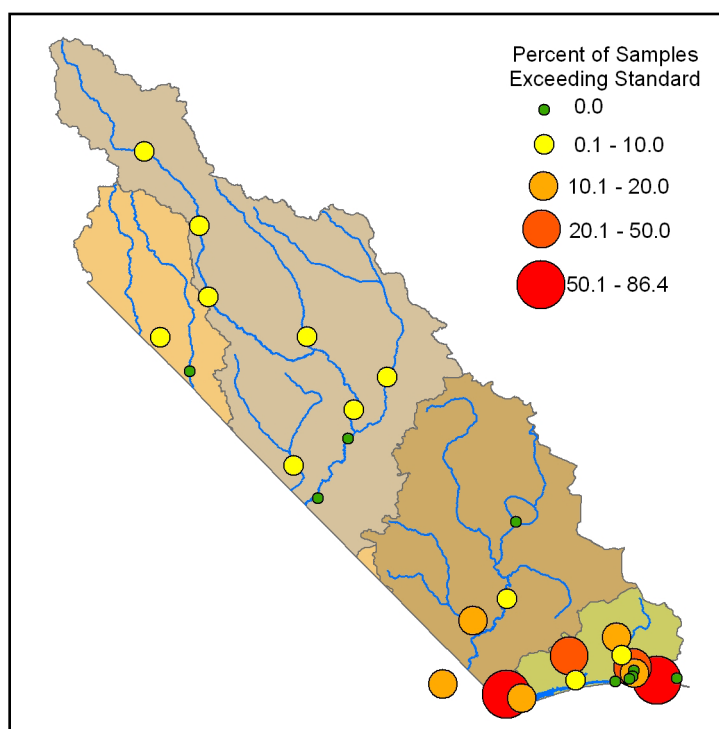 Percent of Samples
Exceeding Standard
0.0
0.1 - 10.0
10.1 - 20.0
20.1 - 50.0
50.1 - 86.4